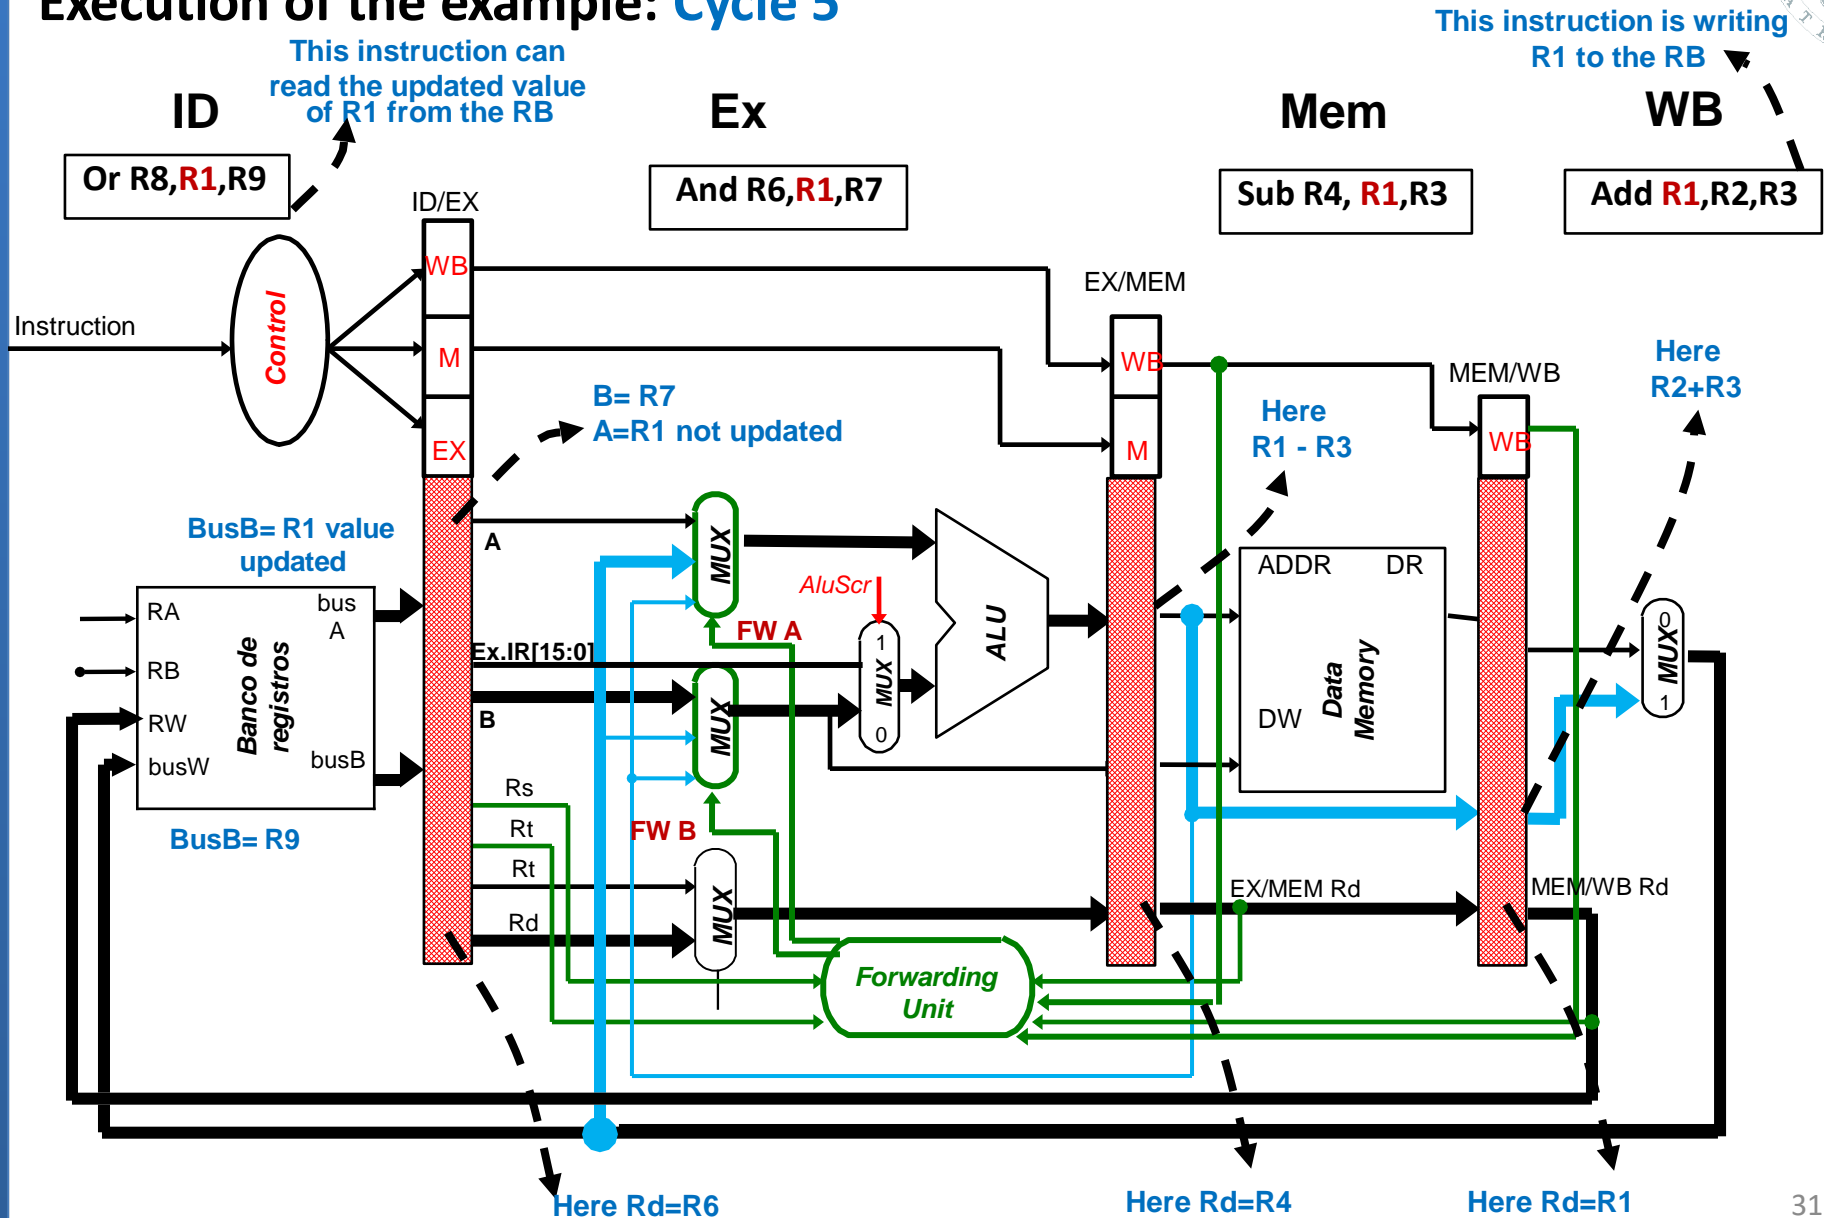 Execution of the example: Cycle 5
This instruction can
read the updated value
of R1 from the RB
This instruction is writing
R1 to the RB
ID
Ex
Mem
WB
Or R8,R1,R9
And R6,R1,R7
Sub R4, R1,R3
Add R1,R2,R3
ID/EX
EX/MEM
MEM/WB
Instruction
Control
WB
M
EX
WB
M
WB
B= R7
A=R1 not updated
Here
R1 - R3
Here
R2+R3
BusB= R1 value
updated
RA
RB
RW
busW
Banco de
registros
bus
A
busB
BusB= R9
A
Ex.IR[15:0]
B
Rs
Rt
Rt
Rd
MUX
MUX
MUX
FW A
FW B
AluScr
1
MUX
0
ALU
ADDR
DR
DW
Data
Memory
0
MUX
1
EX/MEM Rd
MEM/WB Rd
Forwarding
Unit
Here Rd=R6
Here Rd=R4
Here Rd=R1
31